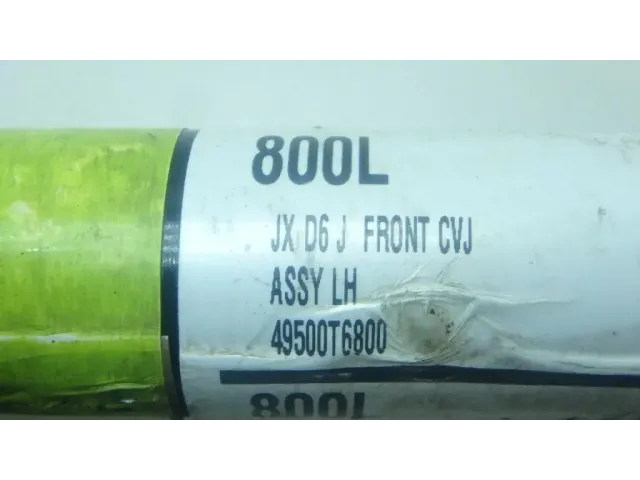 800L
JX D6 J FRONT CVJ
ASSY LH
49500T6800
800L